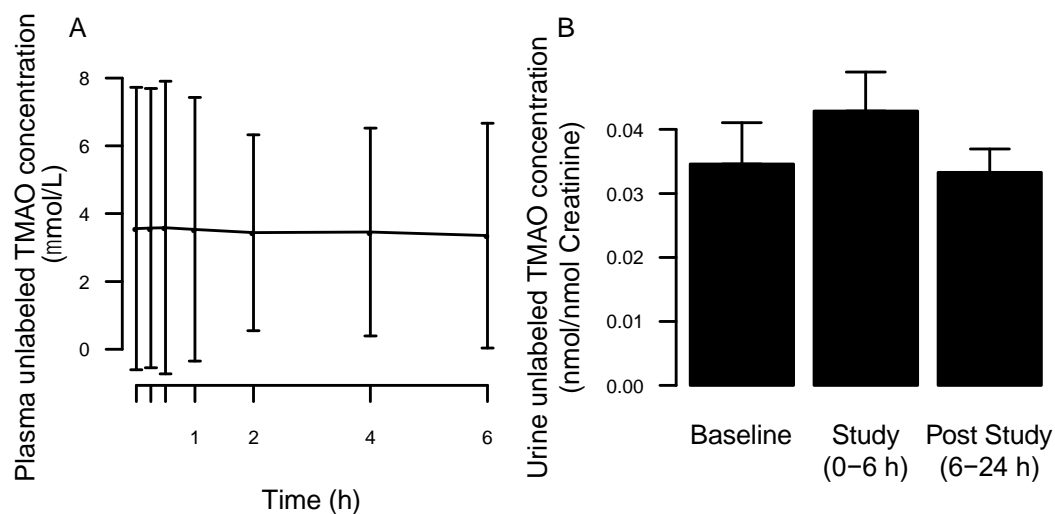 A
Plasma unlabeled TMAO concentration
(mmol/L)
8
6
4
2
0
1
2
4
6
Time (h)
B
Urine unlabeled TMAO concentration
(nmol/nmol Creatinine)
0.04
0.03
0.02
0.01
0.00
Baseline
Study
(0−6 h)
Post Study
(6−24 h)